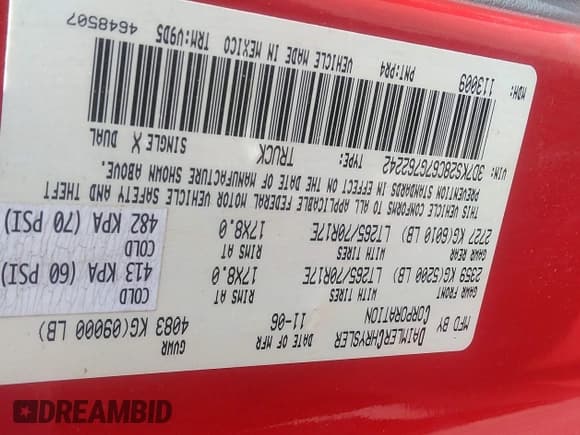 MFD BY DAIMLERCHRYSLER CORPORATION
DATE OF MFR 11-06
GVWR 4083 KG(09000 LB)
GAWR FRONT 2359 KG(5200 LB)
WITH TIRES LT265/70R17E
RIMS AT 17X8.0
COLD 413 KPA (60 PSI)
GAWR REAR 2727 KG(6010 LB)
WITH TIRES LT265/70R17E
RIMS AT 17X8.0
COLD 482 KPA (70 PSI)
THIS VEHICLE CONFORMS TO ALL APPLICABLE FEDERAL MOTOR VEHICLE SAFETY AND THEFT
PREVENTION STANDARDS IN EFFECT ON THE DATE OF MANUFACTURE SHOWN ABOVE.
VIN: 3D7KS28C67G762242 TYPE: TRUCK SINGLE X DUAL
MDH: 113009 PNT:PR4 VEHICLE MADE IN MEXICO TRM:V9D5 4648507
DREAMBID